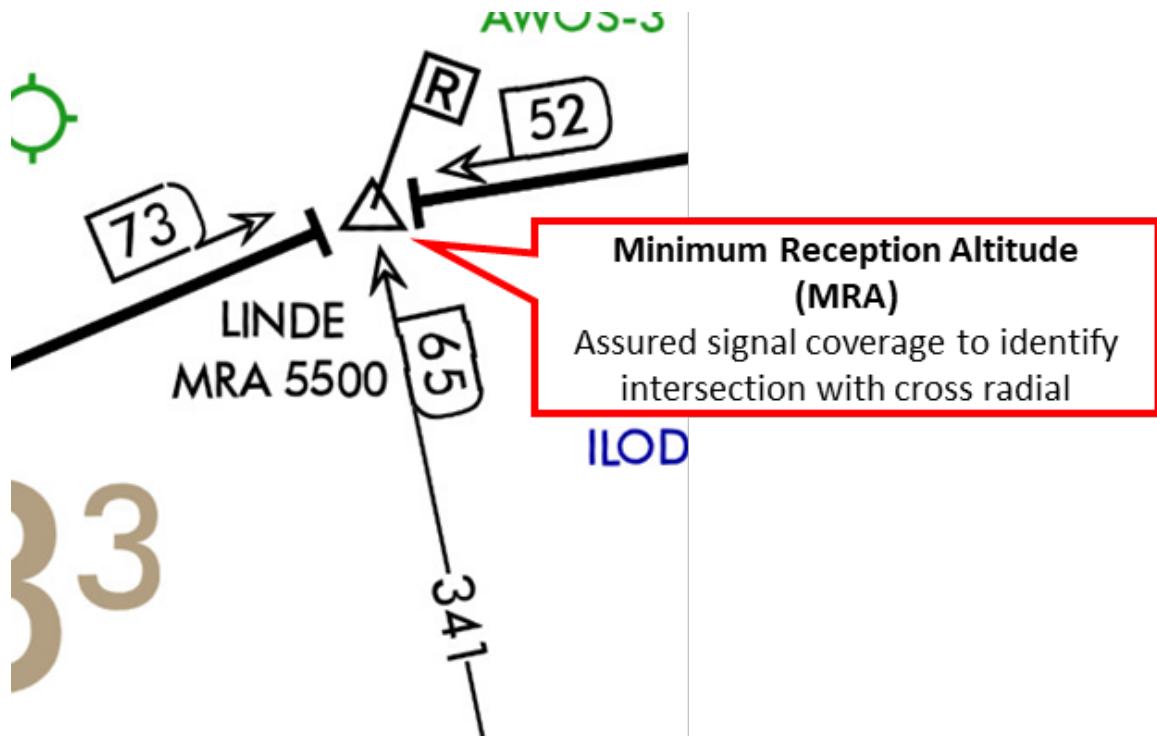 AWOS-3
R
52
73
Minimum Reception Altitude
(MRA)
Assured signal coverage to identify
intersection with cross radial
LINDE
MRA 5500
65
ILOD
3
341